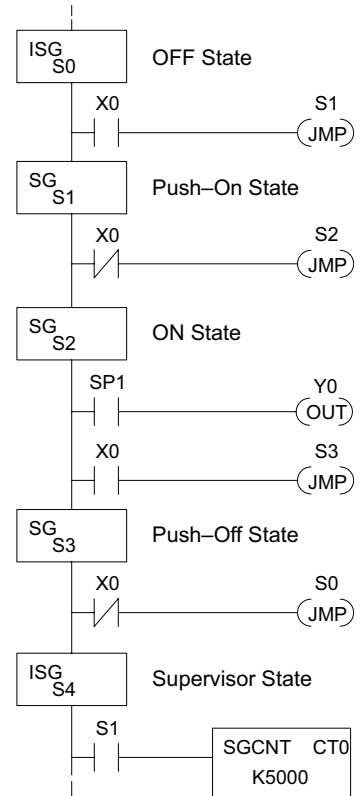 ISG
S0
OFF State
X0
S1
JMP
SG
S1
Push–On State
X0
S2
JMP
SG
S2
ON State
SP1
Y0
OUT
X0
S3
JMP
SG
S3
Push–Off State
X0
S0
JMP
ISG
S4
Supervisor State
S1
SGCNT CT0
K5000